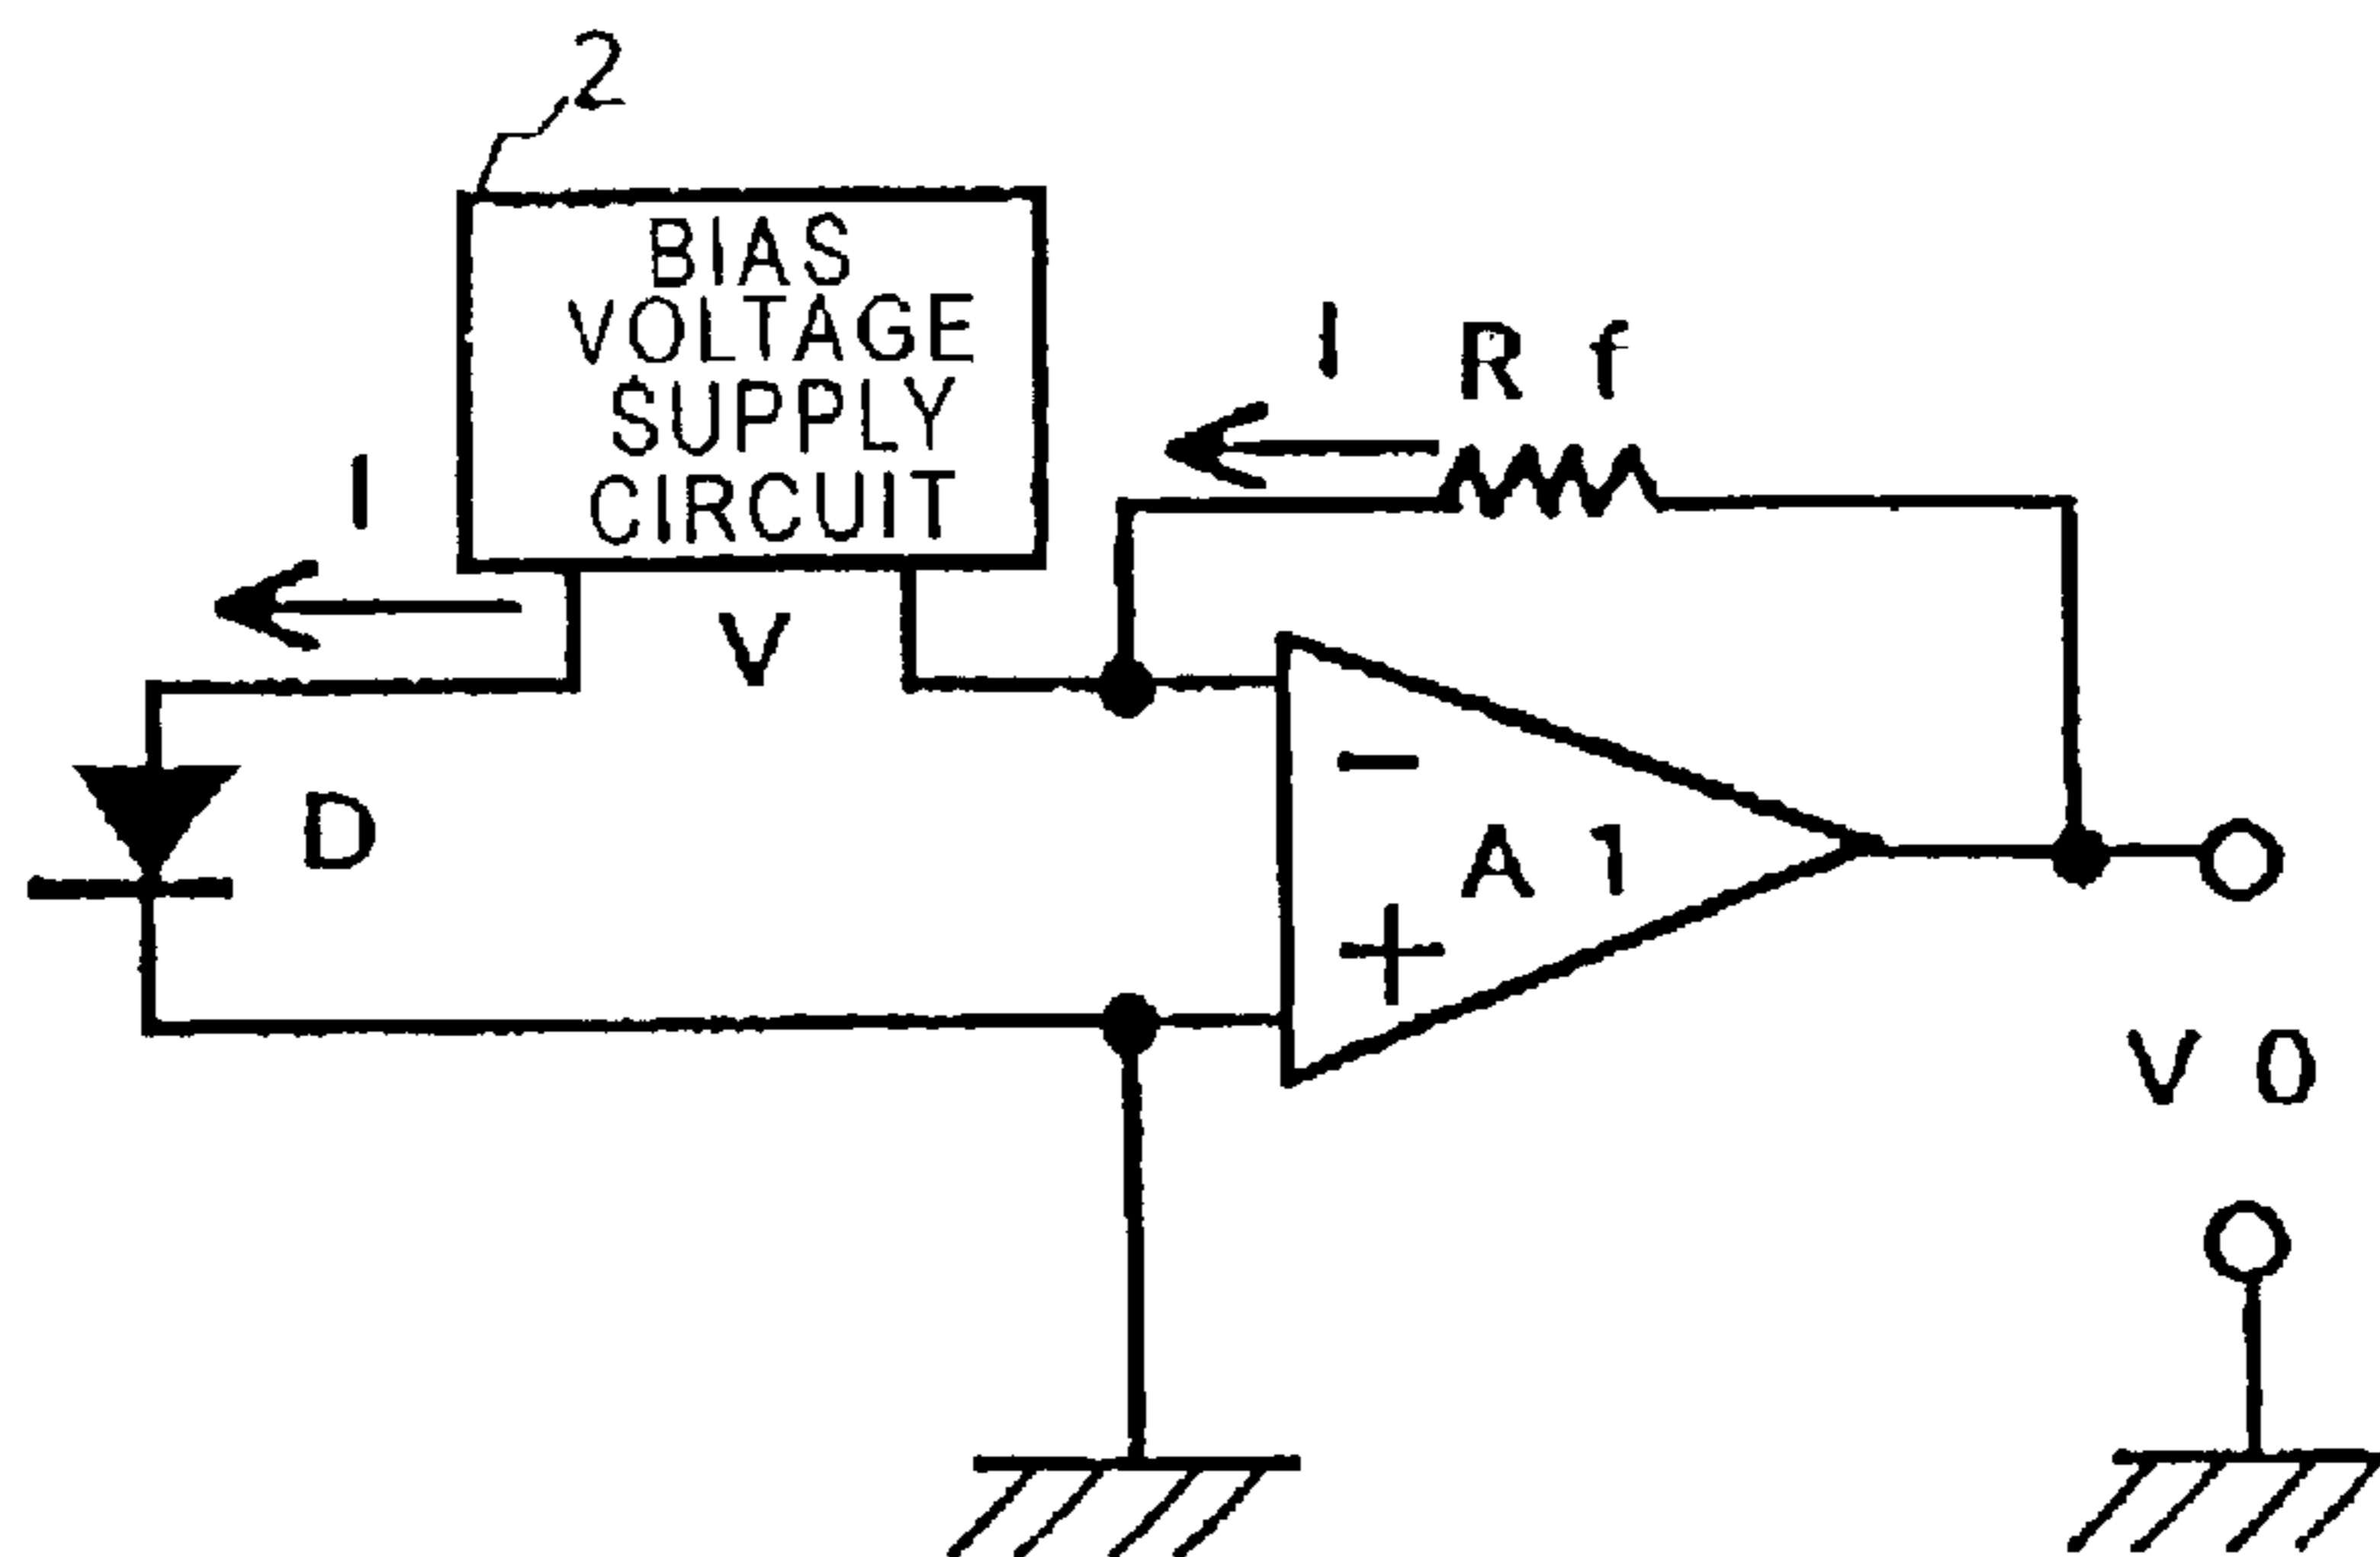 2
BIAS
VOLTAGE
SUPPLY
CIRCUIT
I
R f
I
V
D
−
A 1
+
V 0